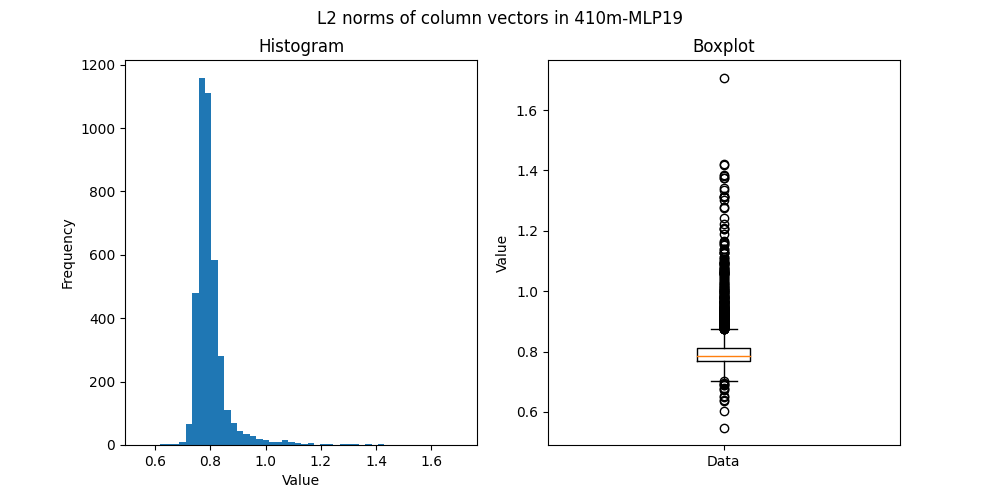 L2 norms of column vectors in 410m-MLP19
Histogram
Frequency
1200
1000
800
600
400
200
0
0.6 0.8 1.0 1.2 1.4 1.6
Value
Boxplot
Value
1.6
1.4
1.2
1.0
0.8
0.6
Data